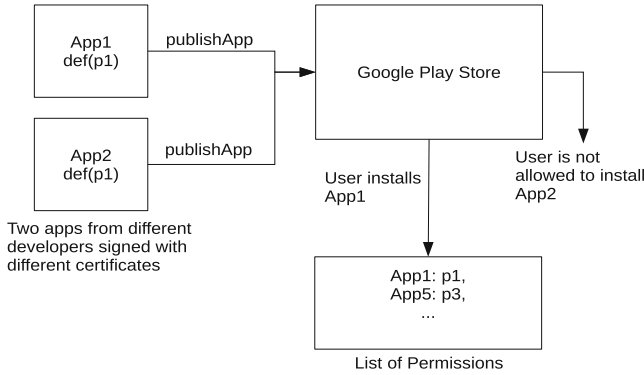 App1
def(p1)
publishApp
Google Play Store
App2
def(p1)
publishApp
Two apps from different
developers signed with
different certificates
User installs
App1
User is not
allowed to install
App2
App1: p1,
App5: p3,
...
List of Permissions